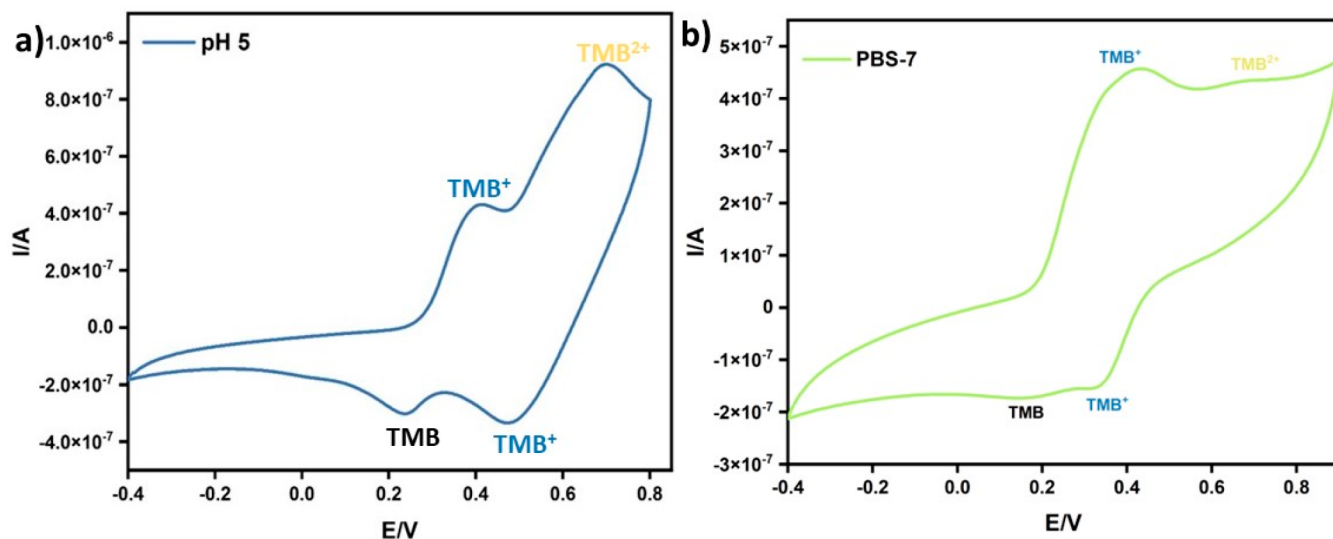 a)
pH 5
TMB²⁺
TMB⁺
TMB
TMB⁺
1.0×10⁻⁶
8.0×10⁻⁷
6.0×10⁻⁷
4.0×10⁻⁷
2.0×10⁻⁷
0.0
-2.0×10⁻⁷
-4.0×10⁻⁷
I/A
-0.4 -0.2 0.0 0.2 0.4 0.6 0.8
E/V
b)
PBS-7
TMB⁺
TMB²⁺
TMB
TMB⁺
5×10⁻⁷
4×10⁻⁷
3×10⁻⁷
2×10⁻⁷
1×10⁻⁷
0
-1×10⁻⁷
-2×10⁻⁷
-3×10⁻⁷
I/A
-0.4 -0.2 0.0 0.2 0.4 0.6 0.8
E/V